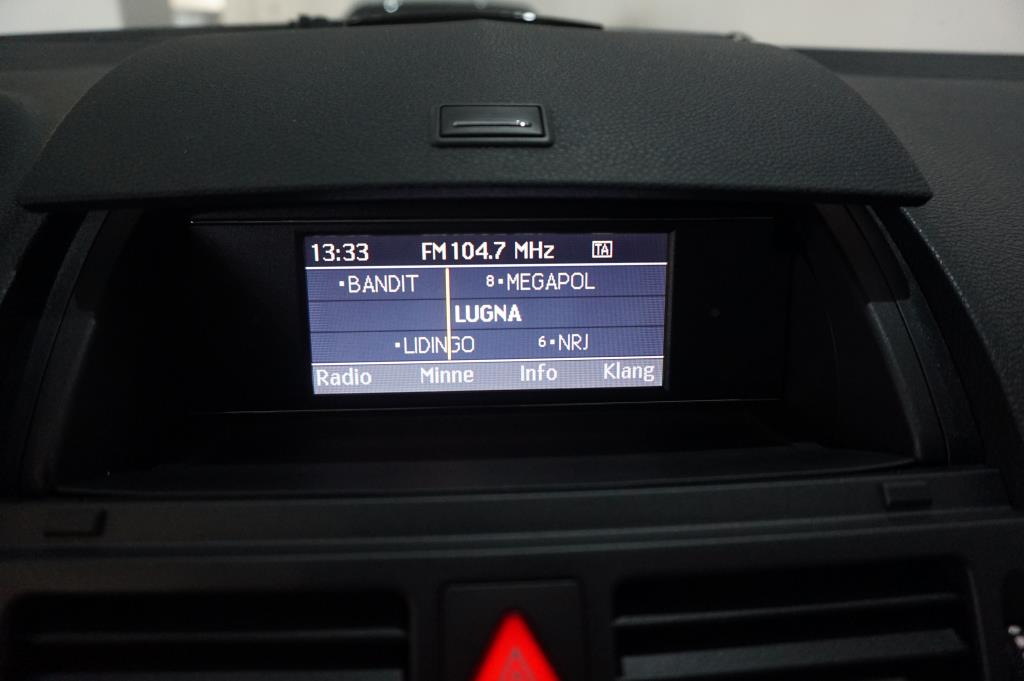 13:33 FM 104.7 MHz TA
▪BANDIT 8▪MEGAPOL
LUGNA
▪LIDINGO 6▪NRJ
Radio Minne Info Klang